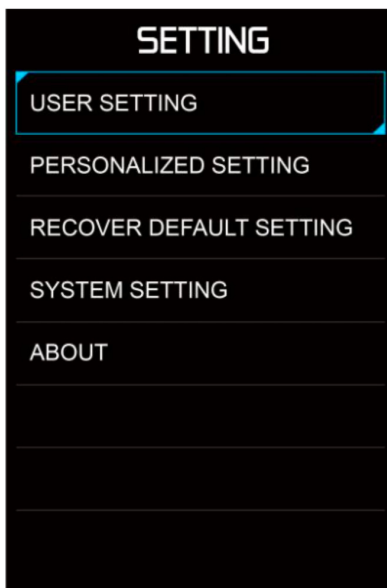 SETTING
USER SETTING
PERSONALIZED SETTING
RECOVER DEFAULT SETTING
SYSTEM SETTING
ABOUT